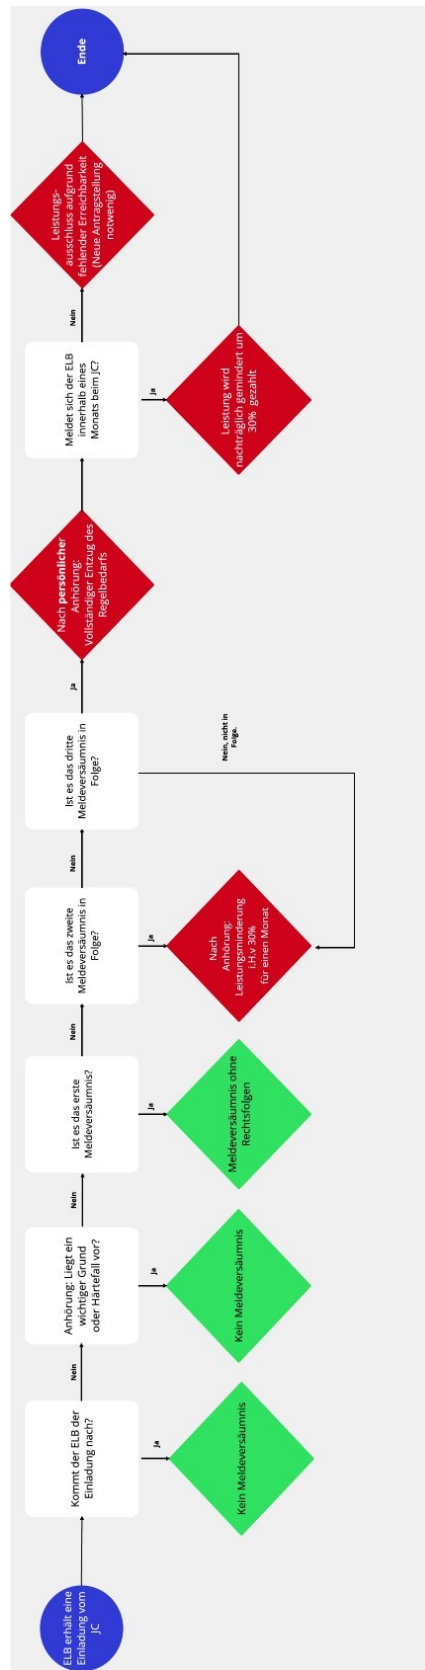 ELB erhält eine
Einladung vom
JC
Kommt der ELB der
Einladung nach?
Ja
Kein Meldeversäumnis
Nein
Anhörung: Liegt ein
wichtiger Grund
oder Härtefall vor?
Ja
Kein Meldeversäumnis
Nein
Ist es das erste
Meldeversäumnis?
Ja
Meldeversäumnis ohne
Rechtsfolgen
Nein
Ist es das zweite
Meldeversäumnis in
Folge?
Ja
Nach
Anhörung:
Leistungsminderung
i.H.v 30%
für einen Monat
Nein
Ist es das dritte
Meldeversäumnis in
Folge?
Nein, nicht in
Folge.
Ja
Nach persönlicher
Anhörung:
Vollständiger Entzug des
Regelbedarfs
Meldet sich der ELB
innerhalb eines
Monats beim JC?
Ja
Leistung wird
nachträglich gemindert um
30% gezahlt
Nein
Leistungs-
ausschluss aufgrund
fehlender Erreichbarkeit
(Neue Antragstellung
notwenig)
Ende